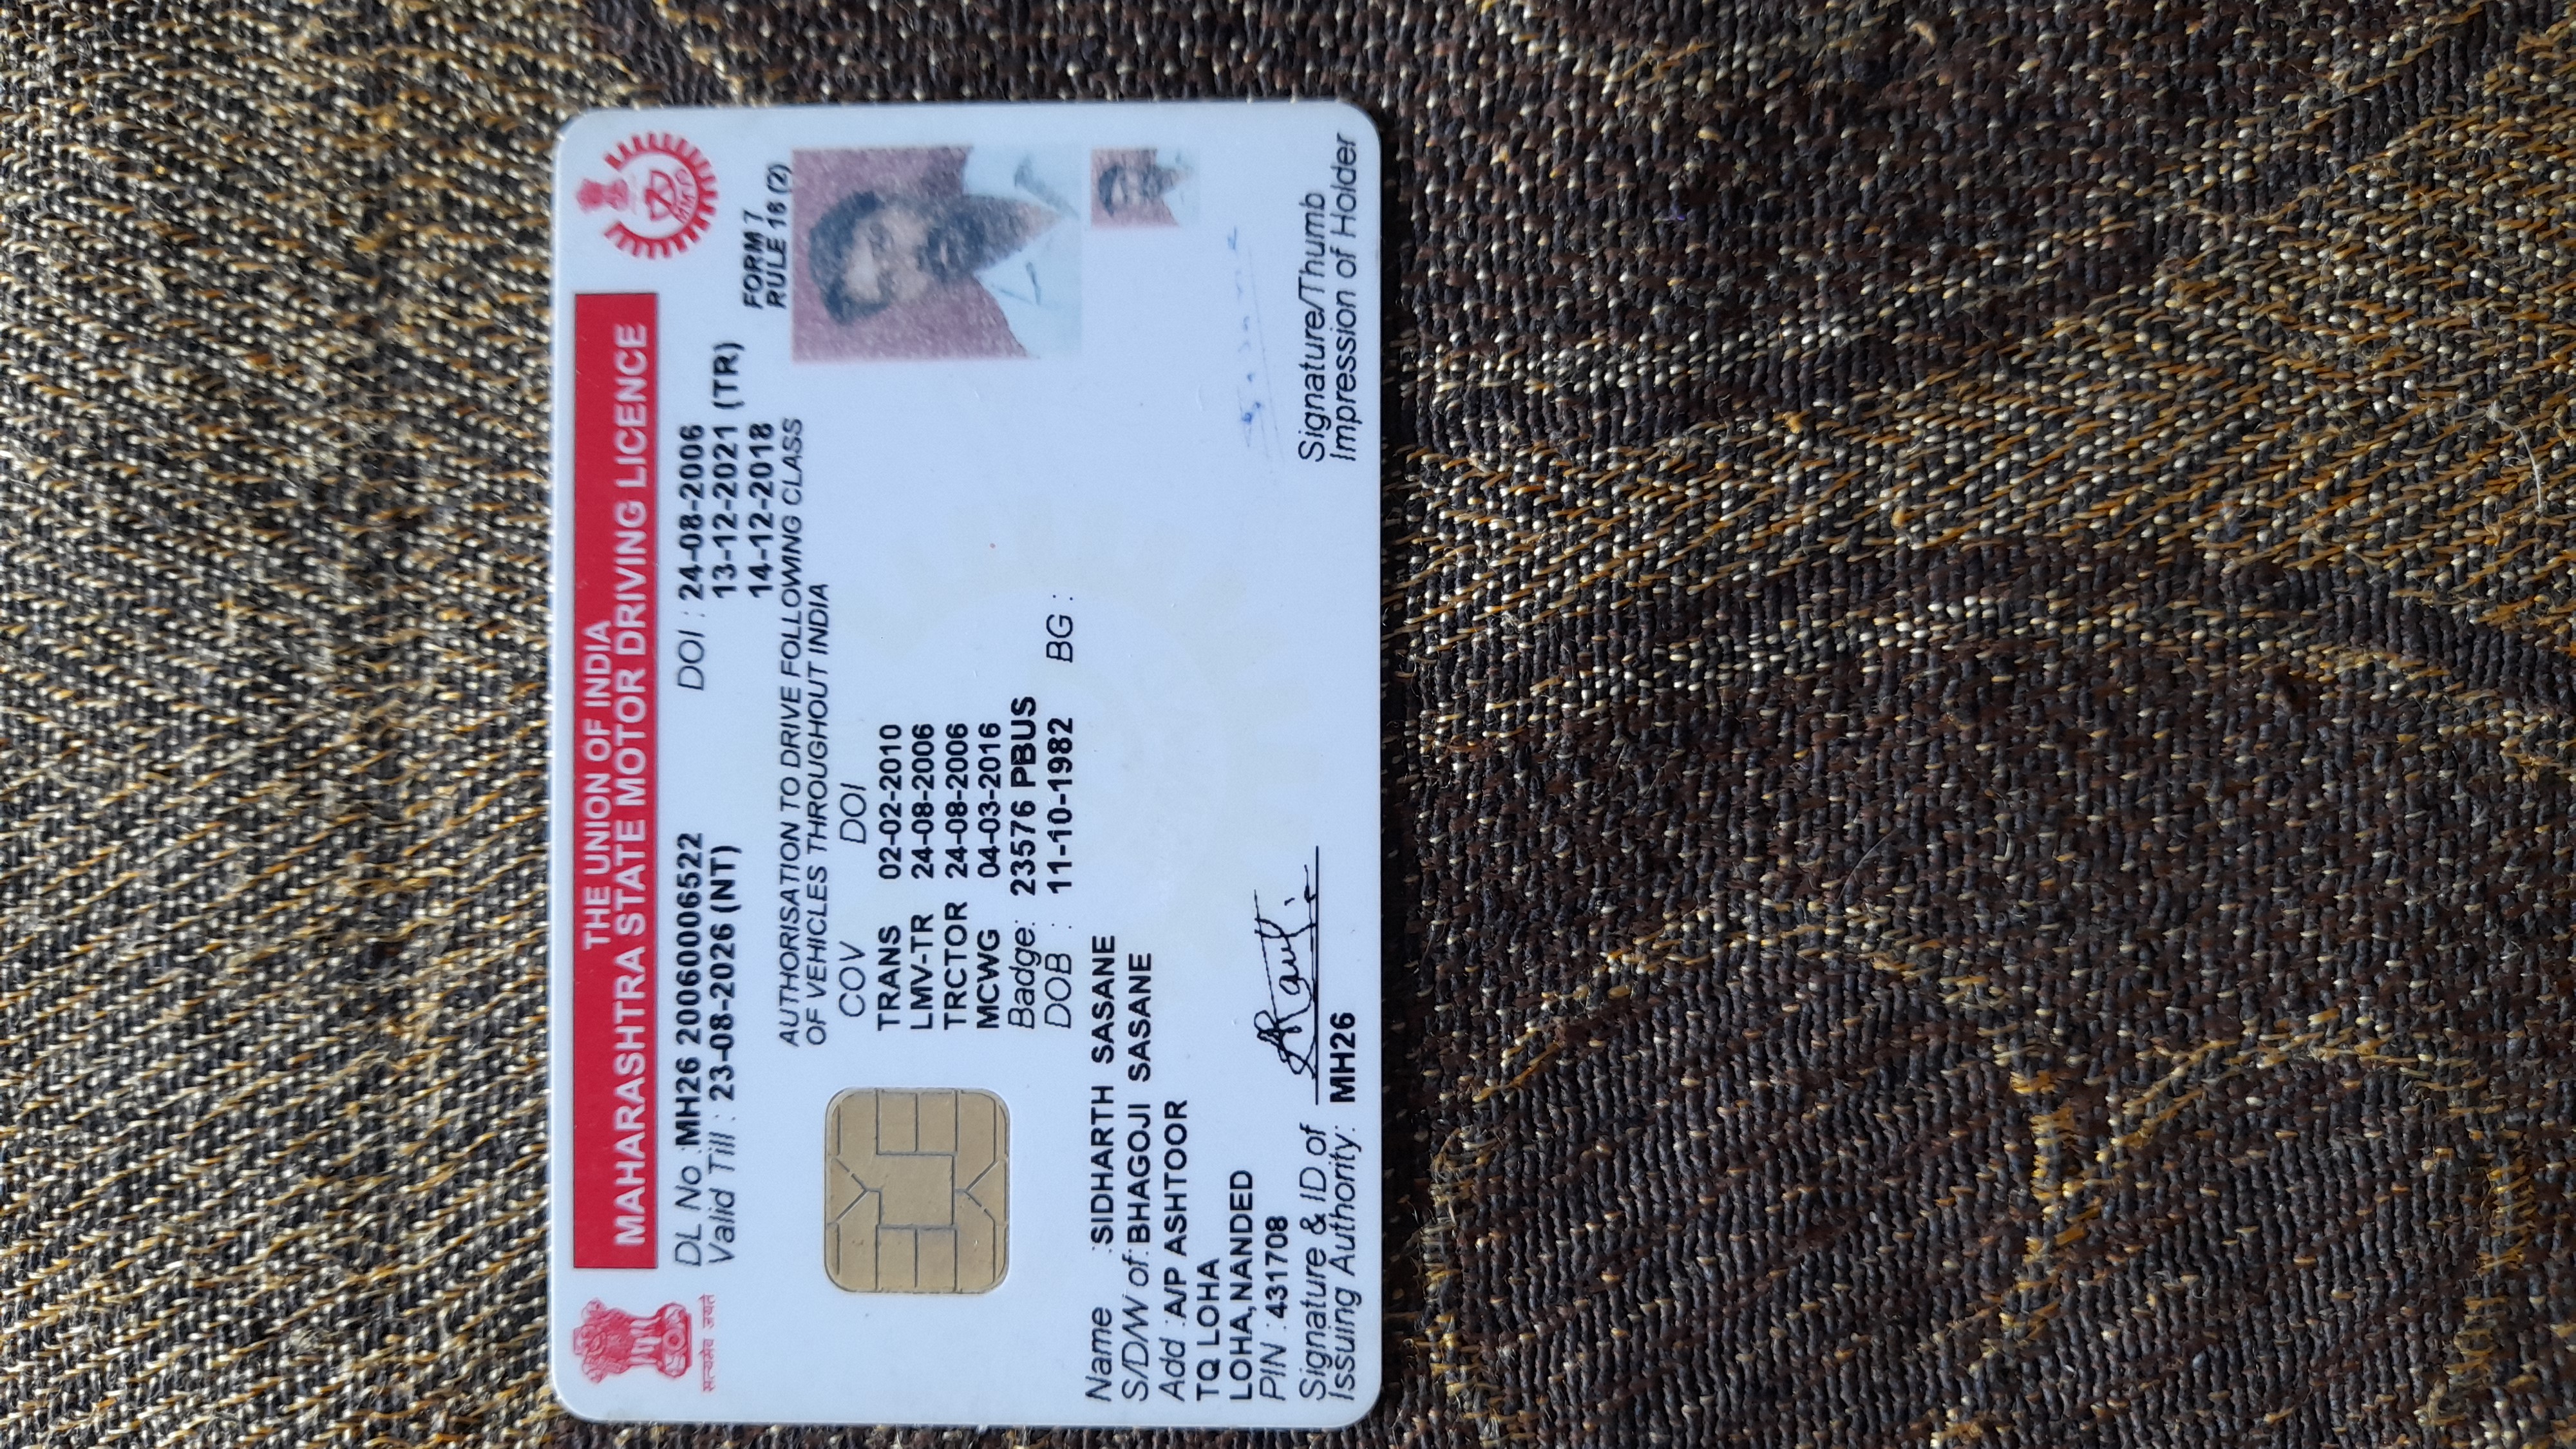 THE UNION OF INDIA
MAHARASHTRA STATE MOTOR DRIVING LICENCE
सत्यमेव जयते
DL No :MH26 20060006522 DOI : 24-08-2006
Valid Till : 23-08-2026 (NT) 13-12-2021 (TR)
14-12-2018
FORM 7
RULE 16 (2)
AUTHORISATION TO DRIVE FOLLOWING CLASS
OF VEHICLES THROUGHOUT INDIA
COV DOI
TRANS 02-02-2010
LMV-TR 24-08-2006
TRCTOR 24-08-2006
MCWG 04-03-2016
Badge: 23576 PBUS
DOB : 11-10-1982 BG :
Name :SIDHARTH SASANE
S/D/W of:BHAGOJI SASANE
Add :A/P ASHTOOR
TQ LOHA
LOHA,NANDED
PIN :431708
Signature & ID of
Issuing Authority: MH26
Signature/Thumb
Impression of Holder